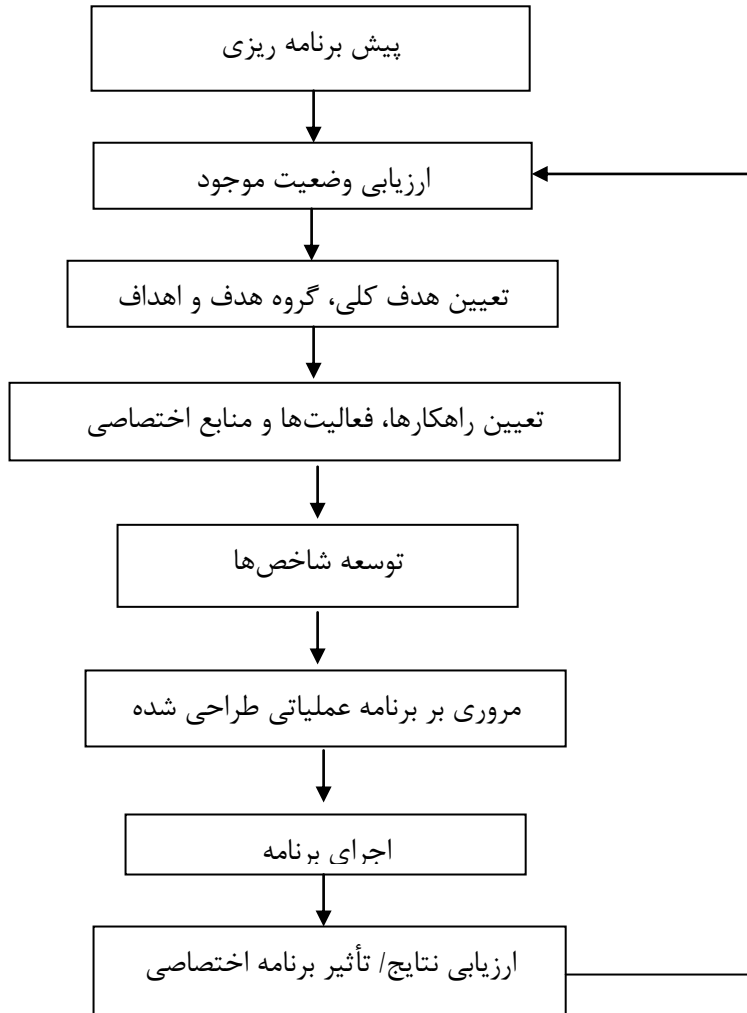 پیش برنامه ریزی
ارزیابی وضعیت موجود
تعیین هدف کلی، گروه هدف و اهداف
تعیین راهکارها، فعالیت‌ها و منابع اختصاصی
توسعه شاخص‌ها
مروری بر برنامه عملیاتی طراحی شده
اجرای برنامه
ارزیابی نتایج/ تأثیر برنامه اختصاصی